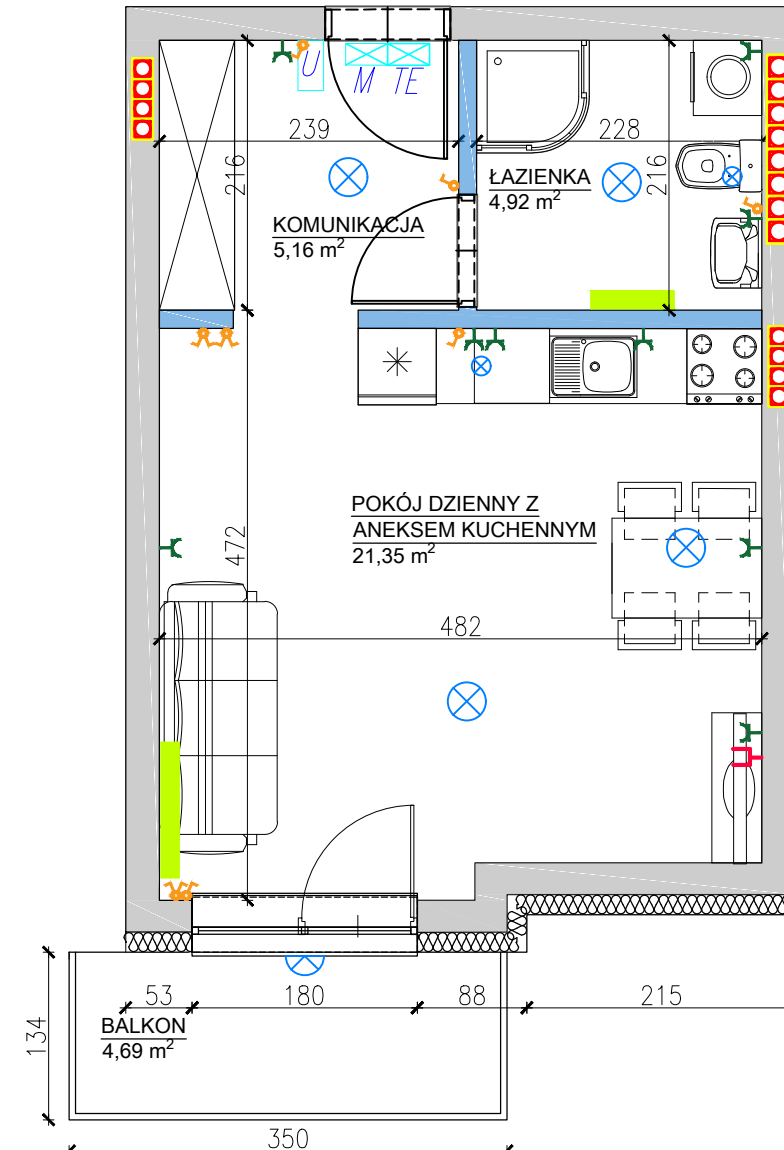 U
M TE
239
228
216
216
ŁAZIENKA
4,92 m²
KOMUNIKACJA
5,16 m²
POKÓJ DZIENNY Z
ANEKSEM KUCHENNYM
21,35 m²
472
482
53
180
88
215
BALKON
4,69 m²
134
350